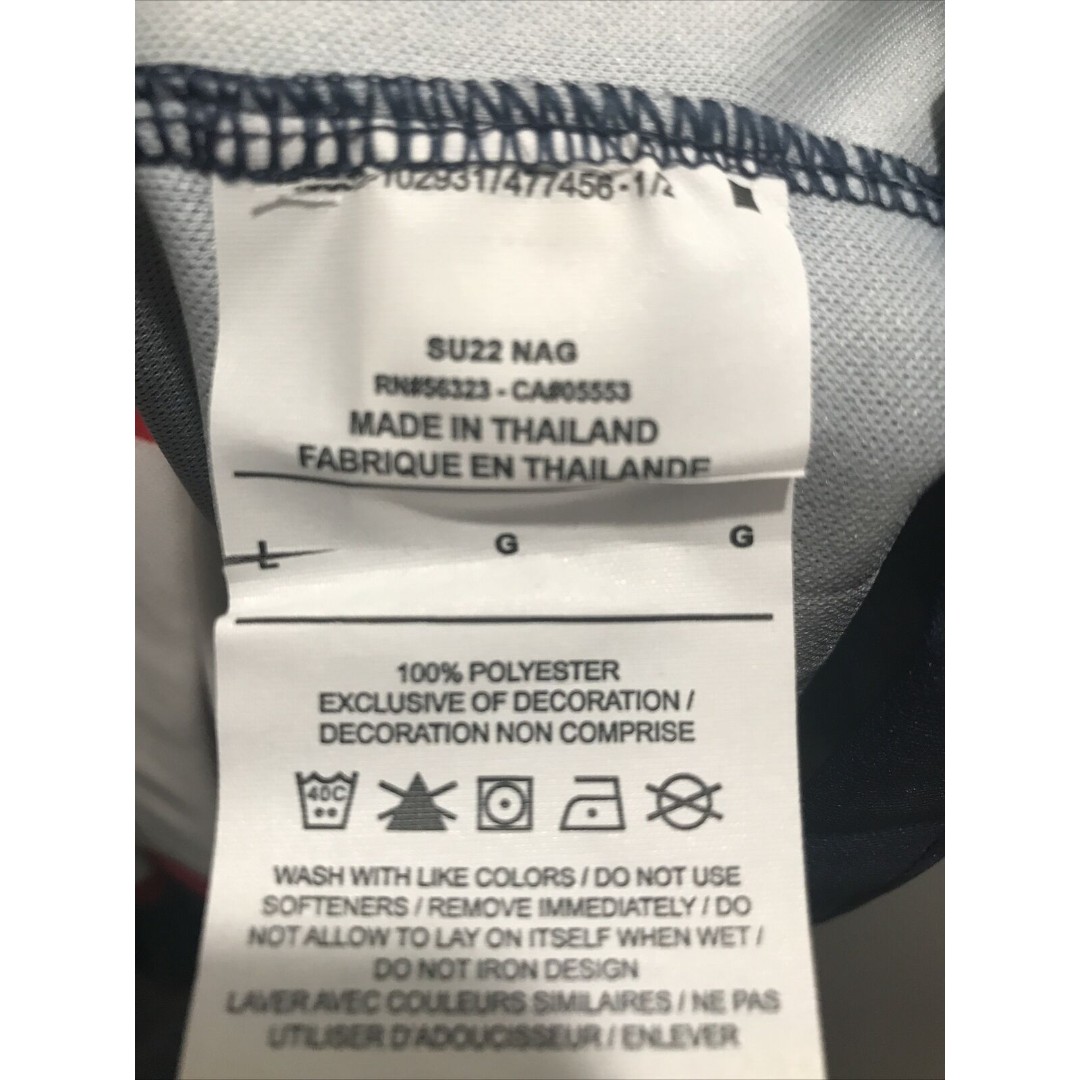 102931/477456-1/2
SU22 NAG
RN#56323 - CA#05553
MADE IN THAILAND
FABRIQUE EN THAILANDE
L G G
100% POLYESTER
EXCLUSIVE OF DECORATION /
DECORATION NON COMPRISE
40C
WASH WITH LIKE COLORS / DO NOT USE
SOFTENERS / REMOVE IMMEDIATELY / DO
NOT ALLOW TO LAY ON ITSELF WHEN WET /
DO NOT IRON DESIGN
LAVER AVEC COULEURS SIMILAIRES / NE PAS
UTILISER D'ADOUCISSEUR / ENLEVER